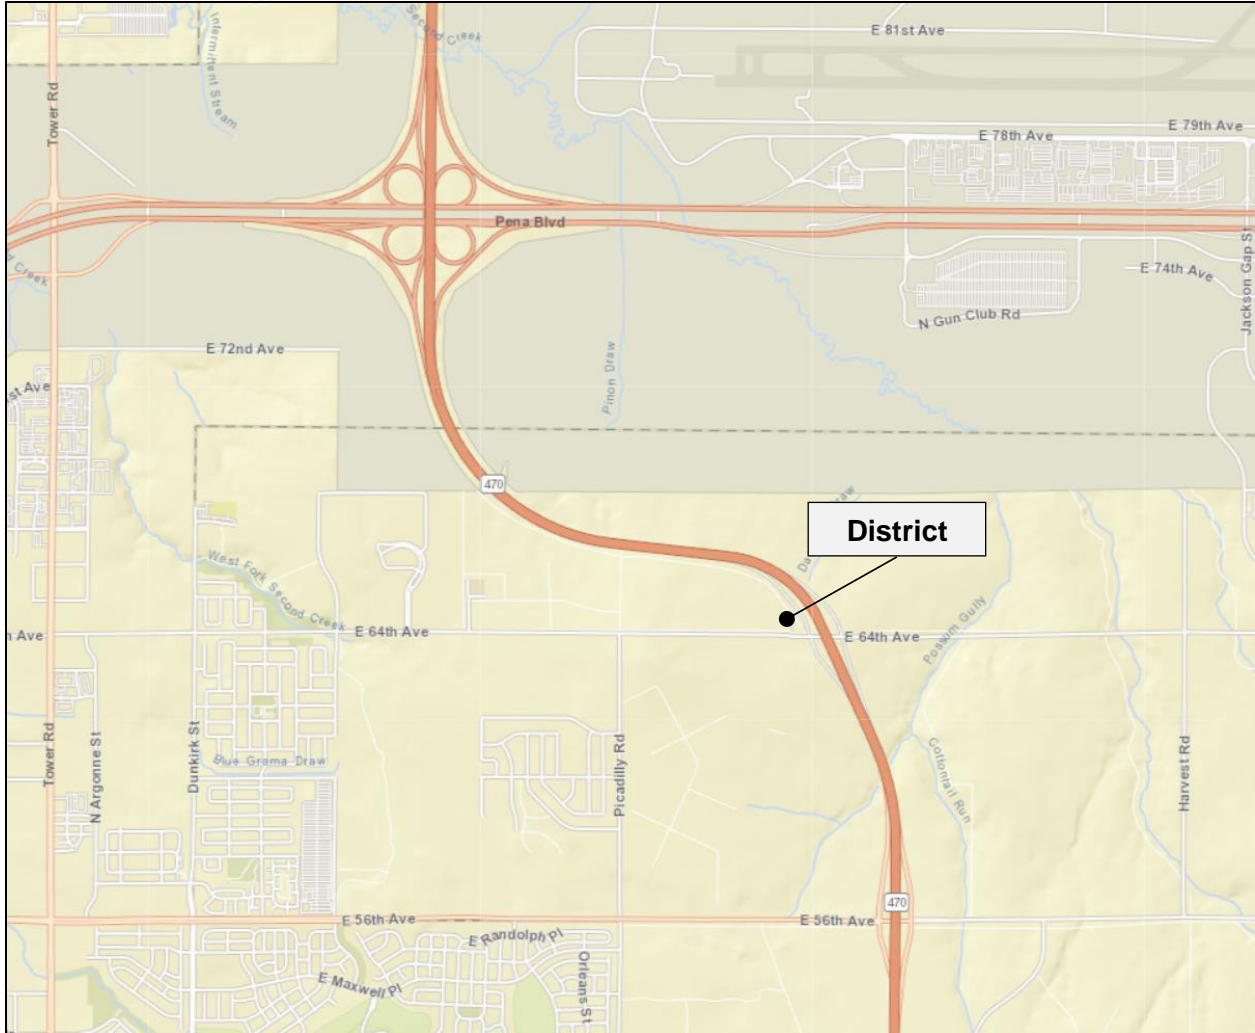 Second Creek
E 81st Ave
Intermittent Stream
Tower Rd
E 79th Ave
E 78th Ave
Pena Blvd
Creek
E 74th Ave
Jackson Gap St
N Gun Club Rd
E 72nd Ave
Pinon Draw
Ave
470
District
West Fork Second Creek
Possum Gully
Ave
E 64th Ave
E 64th Ave
Tower Rd
N Argonne St
Dunkirk St
Blue Grama Draw
Picadilly Rd
Cottontail Run
Harvest Rd
470
E 56th Ave
E 56th Ave
E Randolph Pl
E Maxwell Pl
Orleans St